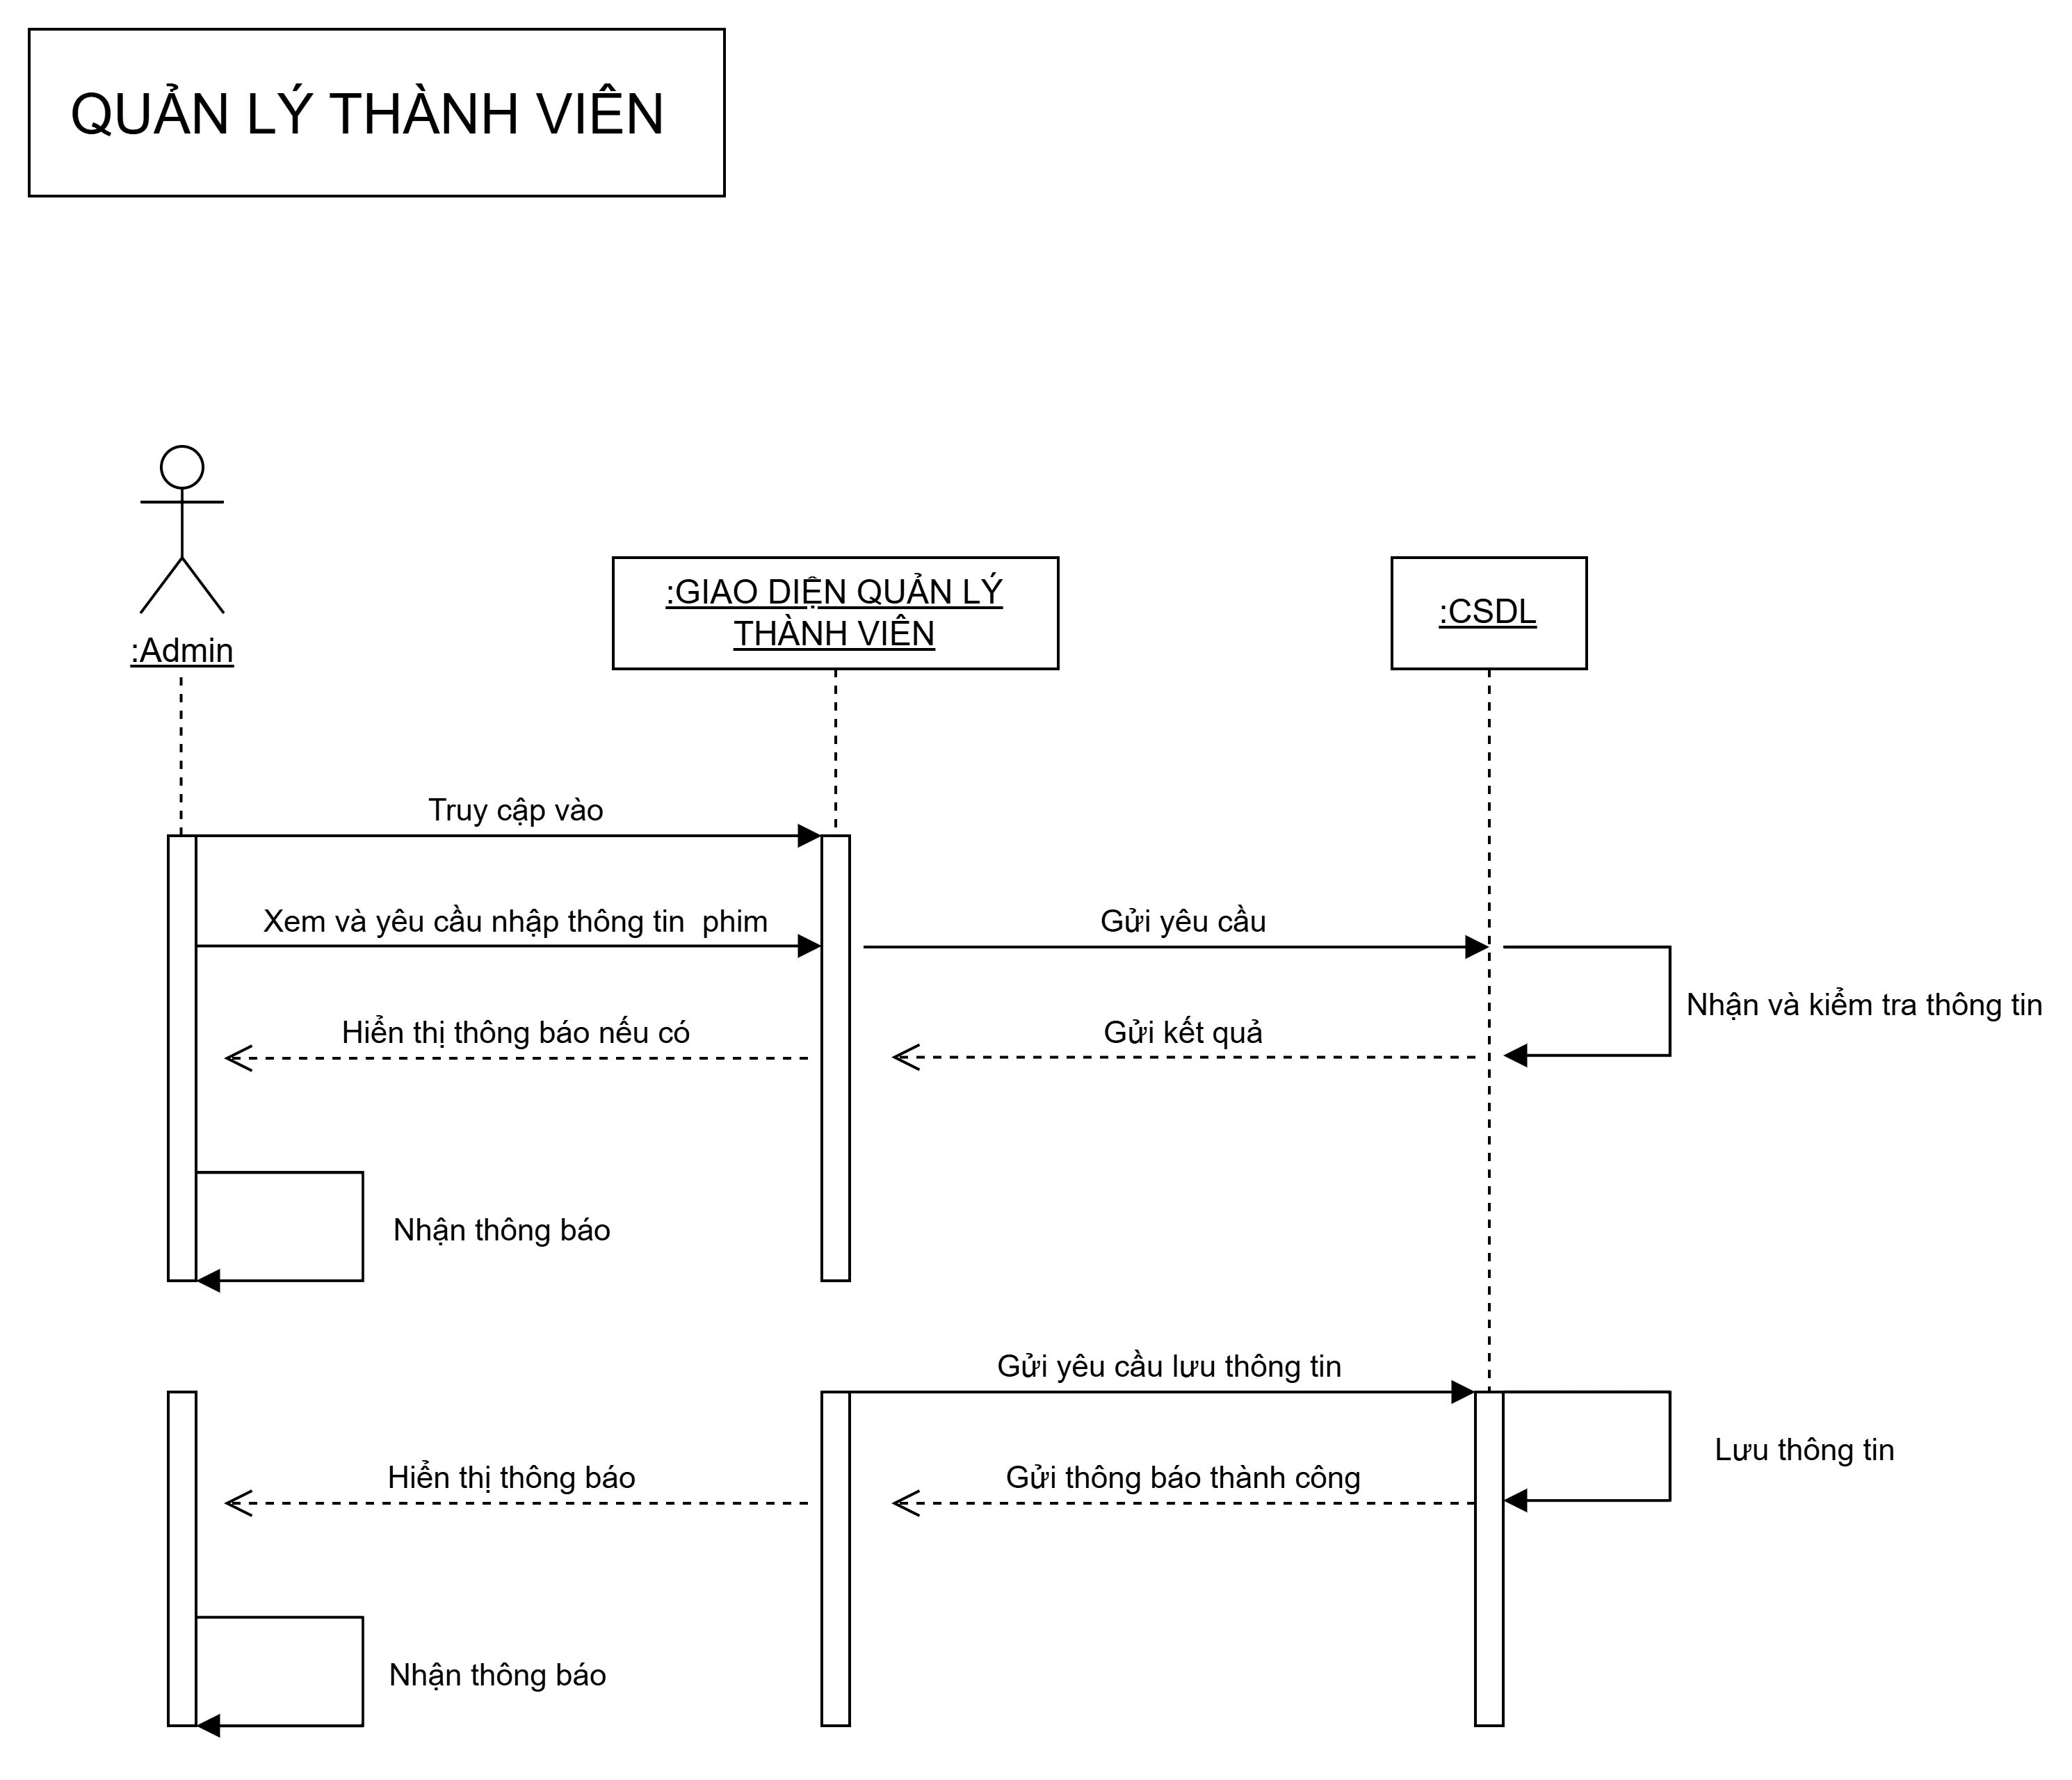 QUẢN LÝ THÀNH VIÊN
:Admin
:GIAO DIỆN QUẢN LÝ
THÀNH VIÊN
:CSDL
Truy cập vào
Xem và yêu cầu nhập thông tin  phim
Gửi yêu cầu
Nhận và kiểm tra thông tin
Hiển thị thông báo nếu có
Gửi kết quả
Nhận thông báo
Gửi yêu cầu lưu thông tin
Lưu thông tin
Hiển thị thông báo
Gửi thông báo thành công
Nhận thông báo